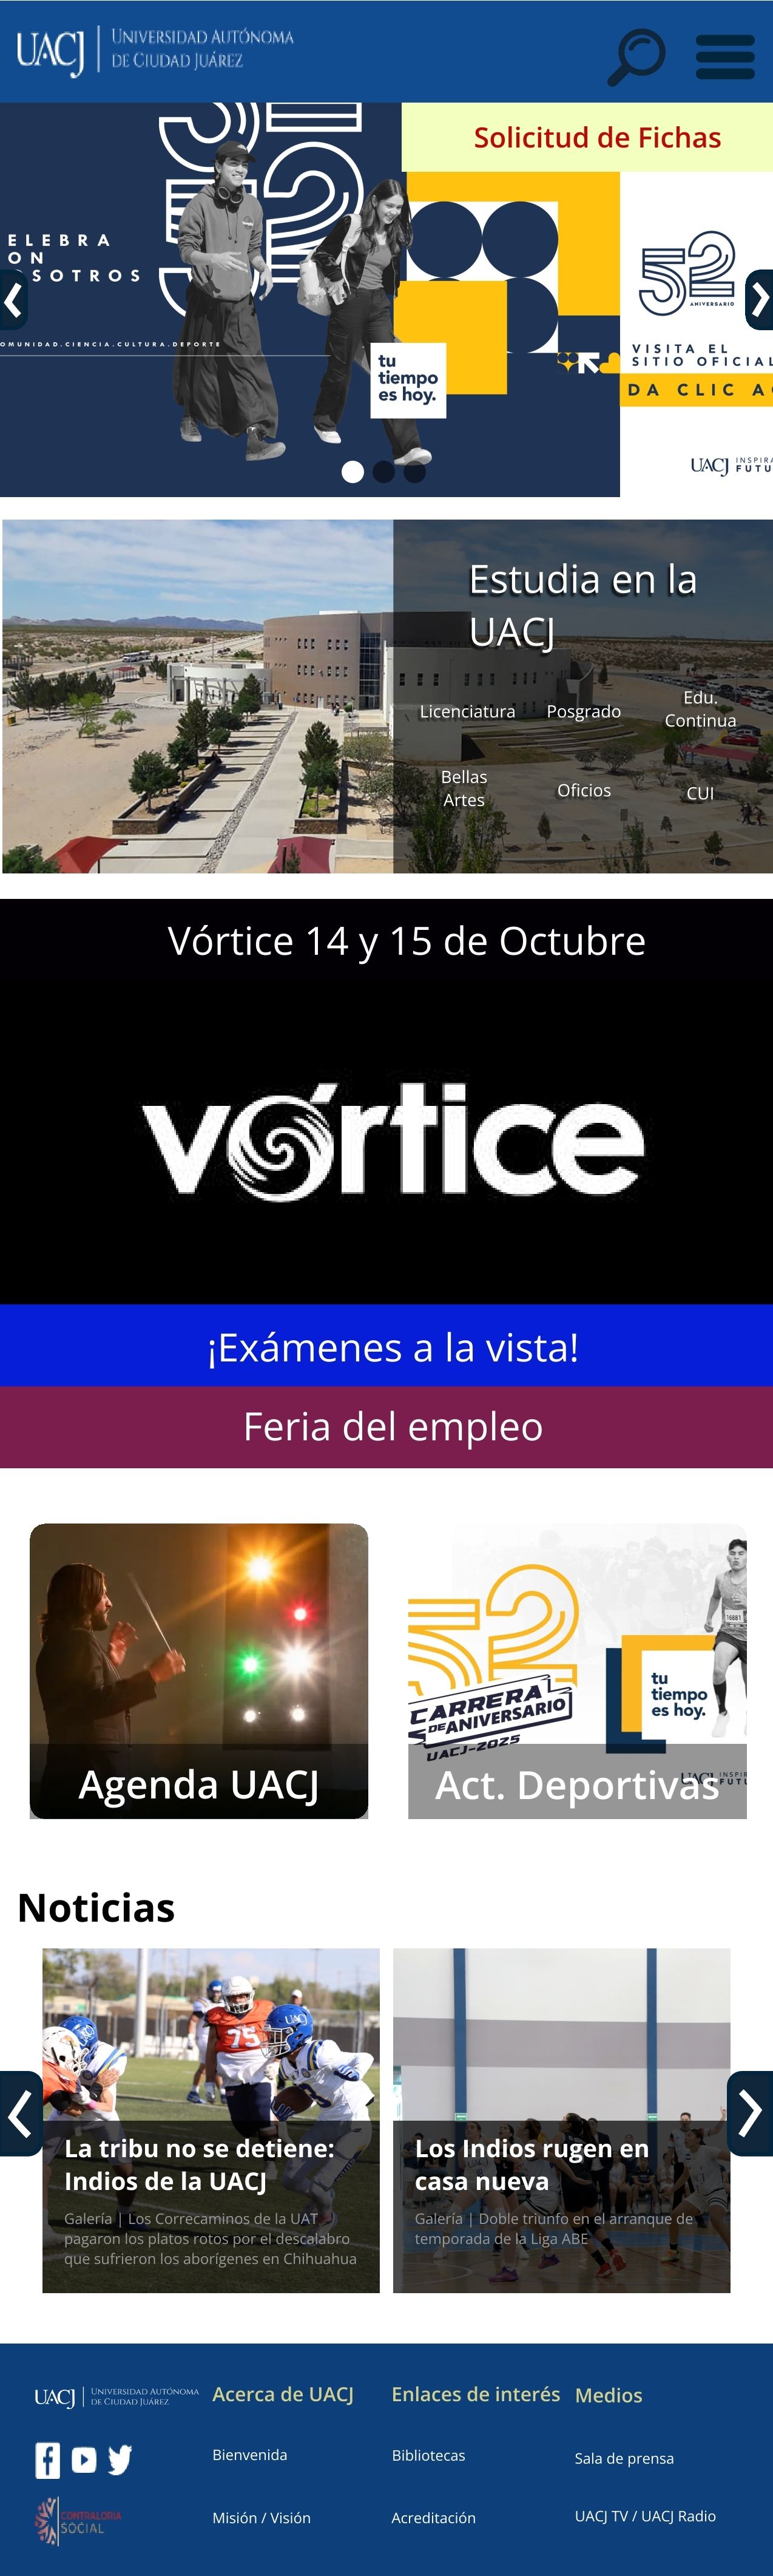 UACJ
UNIVERSIDAD AUTÓNOMA
DE CIUDAD JUÁREZ
Solicitud de Fichas
52
ELEBRA
ON
SOTROS
OMUNIDAD.CIENCIA.CULTURA.DEPORTE
tu
tiempo
es hoy.
52
ANIVERSARIO
VISITA EL
SITIO OFICIAL
DA CLIC A
UACJ
Estudia en la
UACJ
Licenciatura
Posgrado
Edu.
Continua
Bellas
Artes
Oficios
CUI
Vórtice 14 y 15 de Octubre
vórtice
¡Exámenes a la vista!
Feria del empleo
Agenda UACJ
52
CARRERA
DE ANIVERSARIO
UACJ-2025
16881
tu
tiempo
es hoy.
Act. Deportivas
Noticias
75
UACJ
La tribu no se detiene:
Indios de la UACJ
Galería | Los Correcaminos de la UAT
pagaron los platos rotos por el descalabro
que sufrieron los aborígenes en Chihuahua
Los Indios rugen en
casa nueva
Galería | Doble triunfo en el arranque de
temporada de la Liga ABE
UACJ
UNIVERSIDAD AUTÓNOMA
DE CIUDAD JUÁREZ
Acerca de UACJ
Enlaces de interés
Medios
Bienvenida
Bibliotecas
Sala de prensa
Misión / Visión
Acreditación
UACJ TV / UACJ Radio
CONTRALORIA
SOCIAL